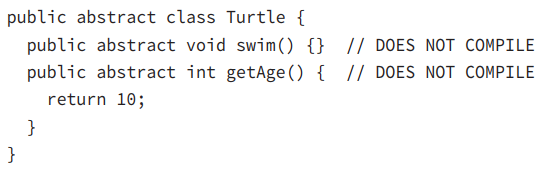 public abstract class Turtle {
  public abstract void swim() {}  // DOES NOT COMPILE
  public abstract int getAge() {  // DOES NOT COMPILE
    return 10;
  }
}